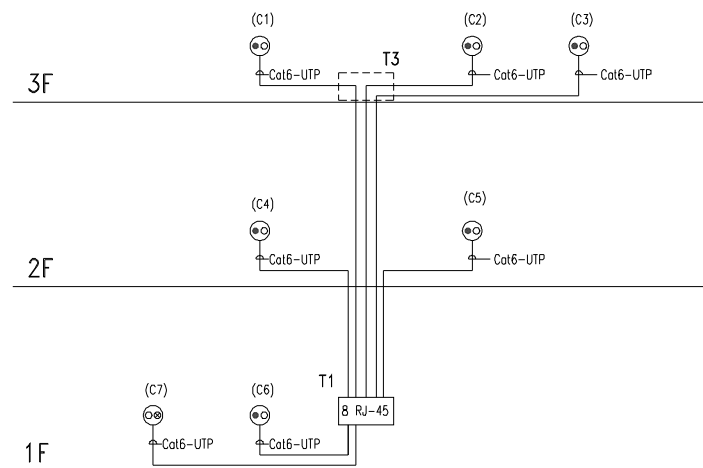 (C1) (C2) (C3)
T3
Cat6-UTP Cat6-UTP Cat6-UTP
3F
(C4) (C5)
Cat6-UTP Cat6-UTP
2F
T1
(C7) (C6)
8 RJ-45
Cat6-UTP Cat6-UTP
1F